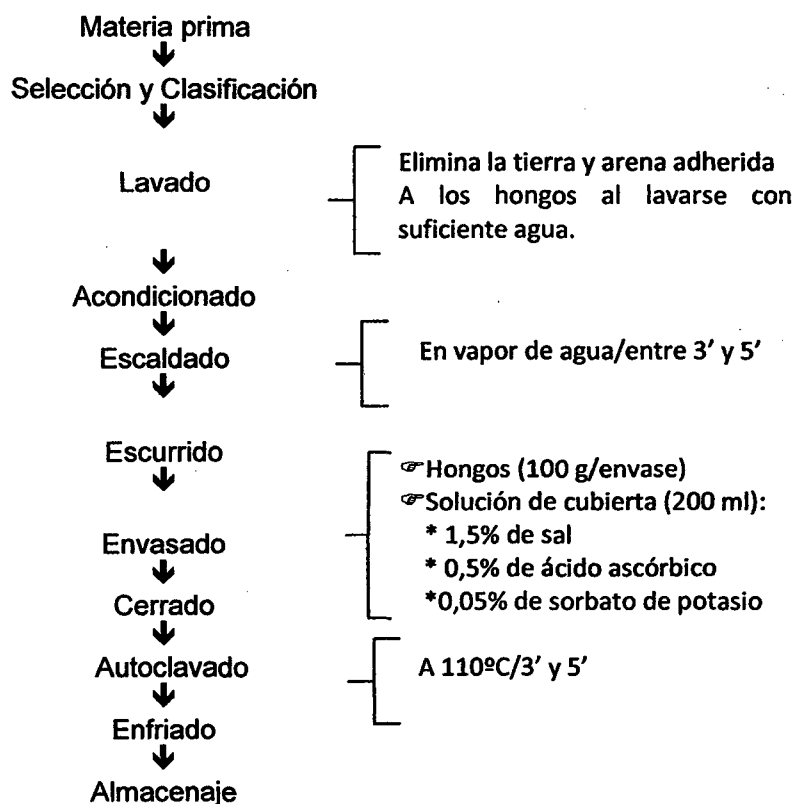 Materia prima
Selección y Clasificación
Lavado
Elimina la tierra y arena adherida
A los hongos al lavarse con
suficiente agua.
Acondicionado
Escaldado
En vapor de agua/entre 3′ y 5′
Escurrido
☞Hongos (100 g/envase)
☞Solución de cubierta (200 ml):
* 1,5% de sal
* 0,5% de ácido ascórbico
*0,05% de sorbato de potasio
Envasado
Cerrado
Autoclavado
A 110ºC/3′ y 5′
Enfriado
Almacenaje